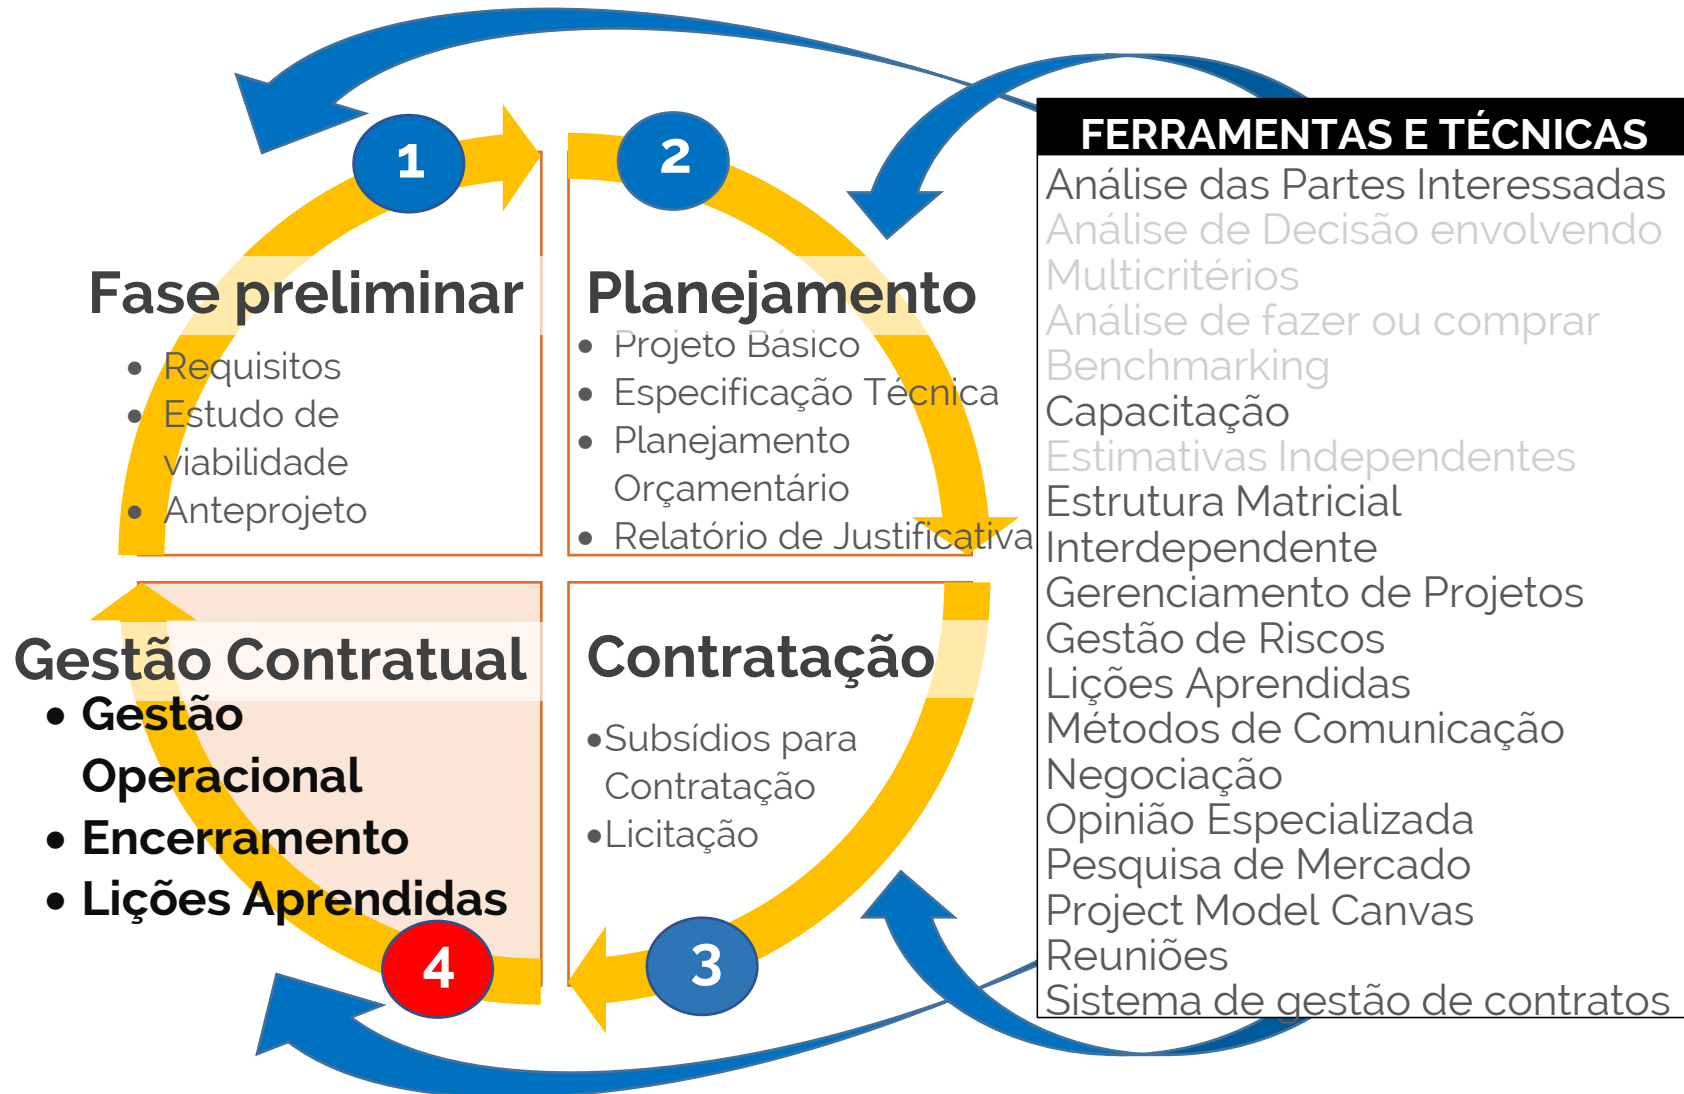 1
Fase preliminar
• Requisitos
• Estudo de
viabilidade
• Anteprojeto
2
Planejamento
• Projeto Básico
• Especificação Técnica
• Planejamento
Orçamentário
• Relatório de Justificativa
Gestão Contratual
• Gestão
Operacional
• Encerramento
• Lições Aprendidas
4
Contratação
•Subsídios para
Contratação
•Licitação
3
FERRAMENTAS E TÉCNICAS
Análise das Partes Interessadas
Análise de Decisão envolvendo
Multicritérios
Análise de fazer ou comprar
Benchmarking
Capacitação
Estimativas Independentes
Estrutura Matricial
Interdependente
Gerenciamento de Projetos
Gestão de Riscos
Lições Aprendidas
Métodos de Comunicação
Negociação
Opinião Especializada
Pesquisa de Mercado
Project Model Canvas
Reuniões
Sistema de gestão de contratos